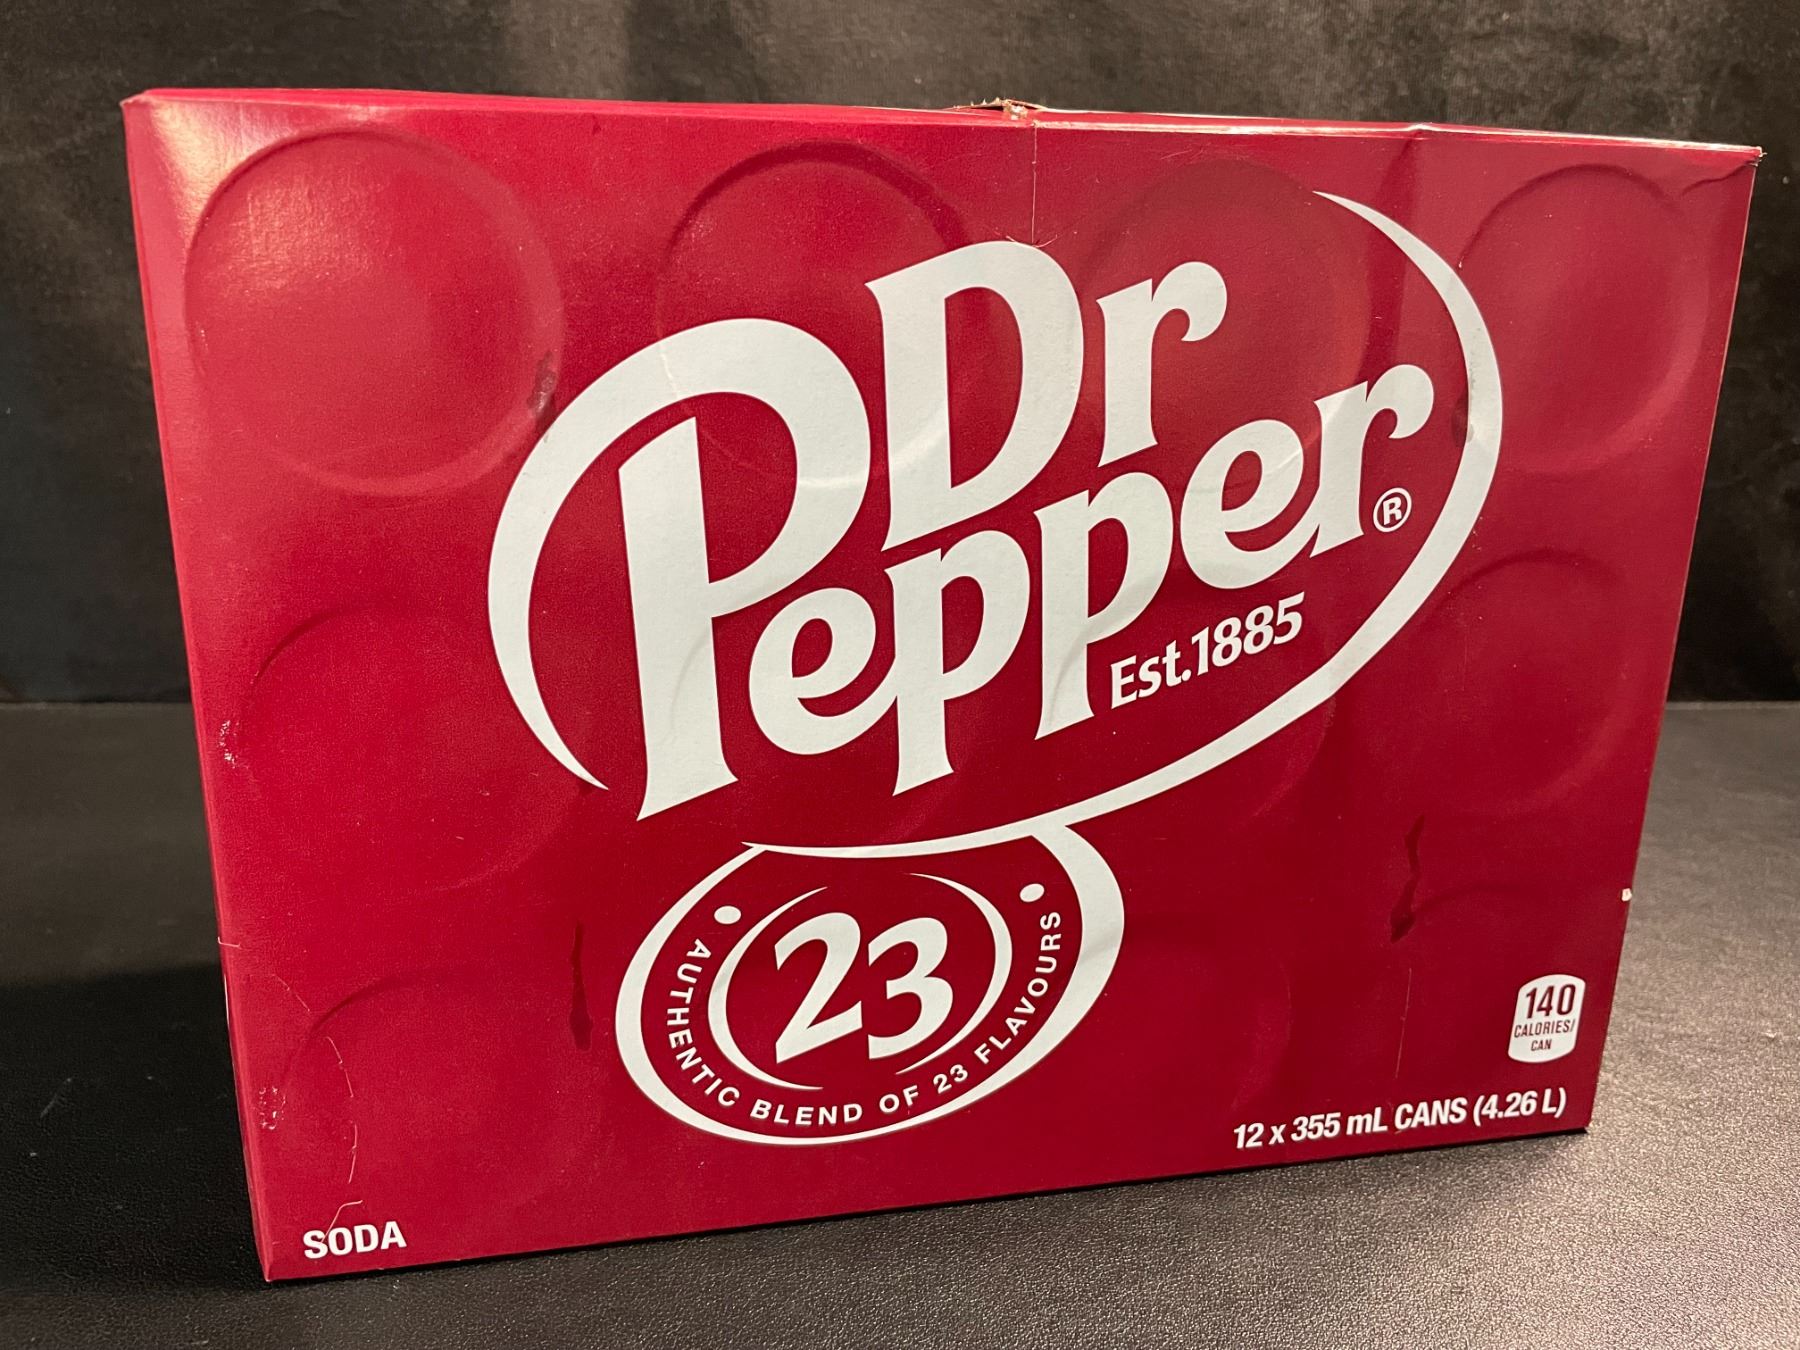 Dr
Pepper®
Est.1885
23
• AUTHENTIC BLEND OF 23 FLAVOURS •
140
CALORIES/
CAN
12 x 355 mL CANS (4.26 L)
SODA